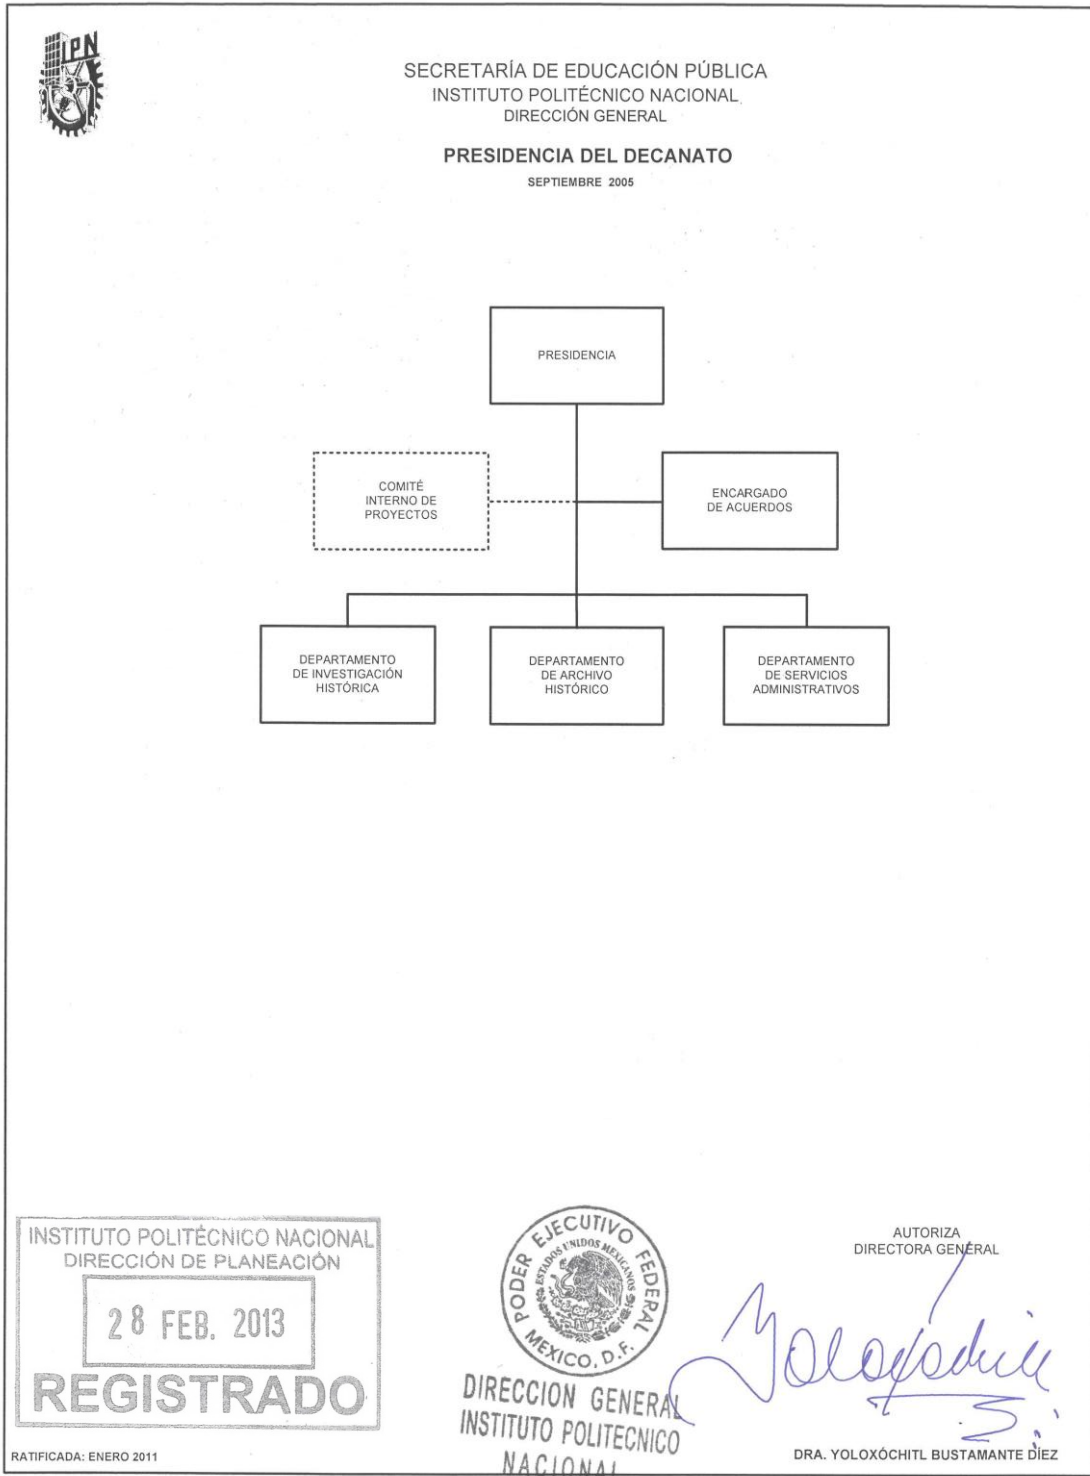 IPN
SECRETARÍA DE EDUCACIÓN PÚBLICA
INSTITUTO POLITÉCNICO NACIONAL
DIRECCIÓN GENERAL
PRESIDENCIA DEL DECANATO
SEPTIEMBRE 2005
PRESIDENCIA
COMITÉ
INTERNO DE
PROYECTOS
ENCARGADO
DE ACUERDOS
DEPARTAMENTO
DE INVESTIGACIÓN
HISTÓRICA
DEPARTAMENTO
DE ARCHIVO
HISTÓRICO
DEPARTAMENTO
DE SERVICIOS
ADMINISTRATIVOS
INSTITUTO POLITÉCNICO NACIONAL
DIRECCIÓN DE PLANEACIÓN
28 FEB. 2013
REGISTRADO
RATIFICADA: ENERO 2011
PODER EJECUTIVO FEDERAL
ESTADOS UNIDOS MEXICANOS
MEXICO, D.F.
DIRECCION GENERAL
INSTITUTO POLITECNICO
NACIONAL
AUTORIZA
DIRECTORA GENERAL
Yoloxochitl
DRA. YOLOXÓCHITL BUSTAMANTE DÍEZ